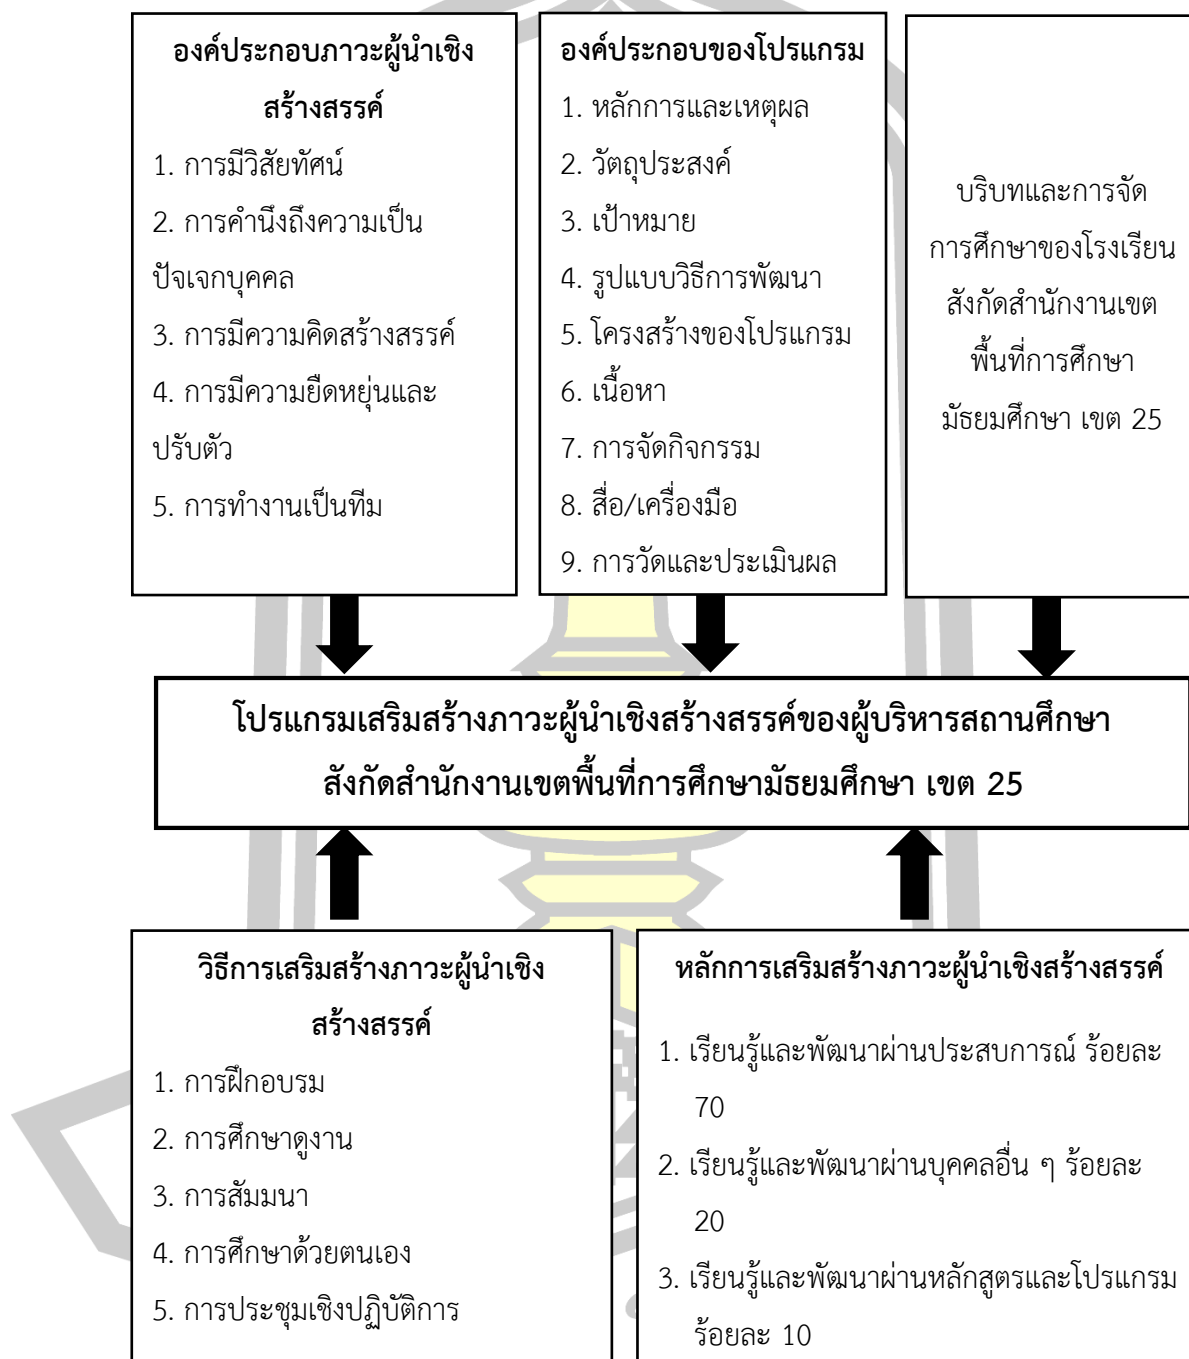 องค์ประกอบภาวะผู้นำเชิง
สร้างสรรค์
1. การมีวิสัยทัศน์
2. การคำนึงถึงความเป็น
ปัจเจกบุคคล
3. การมีความคิดสร้างสรรค์
4. การมีความยืดหยุ่นและ
ปรับตัว
5. การทำงานเป็นทีม
องค์ประกอบของโปรแกรม
1. หลักการและเหตุผล
2. วัตถุประสงค์
3. เป้าหมาย
4. รูปแบบวิธีการพัฒนา
5. โครงสร้างของโปรแกรม
6. เนื้อหา
7. การจัดกิจกรรม
8. สื่อ/เครื่องมือ
9. การวัดและประเมินผล
บริบทและการจัด
การศึกษาของโรงเรียน
สังกัดสำนักงานเขต
พื้นที่การศึกษา
มัธยมศึกษา เขต 25
โปรแกรมเสริมสร้างภาวะผู้นำเชิงสร้างสรรค์ของผู้บริหารสถานศึกษา
สังกัดสำนักงานเขตพื้นที่การศึกษามัธยมศึกษา เขต 25
วิธีการเสริมสร้างภาวะผู้นำเชิง
สร้างสรรค์
1. การฝึกอบรม
2. การศึกษาดูงาน
3. การสัมมนา
4. การศึกษาด้วยตนเอง
5. การประชุมเชิงปฏิบัติการ
หลักการเสริมสร้างภาวะผู้นำเชิงสร้างสรรค์
1. เรียนรู้และพัฒนาผ่านประสบการณ์ ร้อยละ
70
2. เรียนรู้และพัฒนาผ่านบุคคลอื่น ๆ ร้อยละ
20
3. เรียนรู้และพัฒนาผ่านหลักสูตรและโปรแกรม
ร้อยละ 10